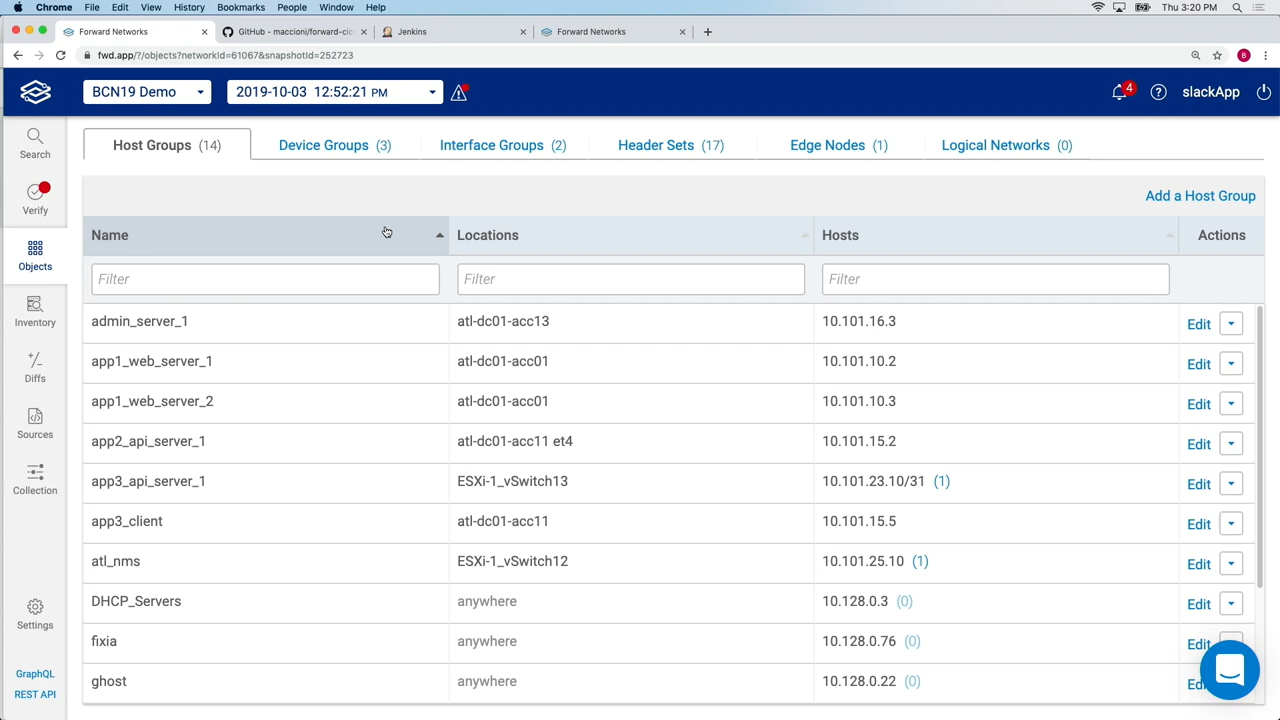 Chrome File Edit View History Bookmarks People Window Help Thu 3:20 PM
Forward Networks GitHub - maccioni/forward-cic Jenkins Forward Networks
fwd.app/?/objects?networkId=61067&snapshotId=252723 B
BCN19 Demo 2019-10-03 12:52:21 PM 4 slackApp
Search
Verify
Objects
Inventory
Diffs
Sources
Collection
Settings
GraphQL
REST API
Host Groups (14) Device Groups (3) Interface Groups (2) Header Sets (17) Edge Nodes (1) Logical Networks (0)
Add a Host Group
Name Locations Hosts Actions
Filter Filter Filter
admin_server_1 atl-dc01-acc13 10.101.16.3 Edit
app1_web_server_1 atl-dc01-acc01 10.101.10.2 Edit
app1_web_server_2 atl-dc01-acc01 10.101.10.3 Edit
app2_api_server_1 atl-dc01-acc11 et4 10.101.15.2 Edit
app3_api_server_1 ESXi-1_vSwitch13 10.101.23.10/31 (1) Edit
app3_client atl-dc01-acc11 10.101.15.5 Edit
atl_nms ESXi-1_vSwitch12 10.101.25.10 (1) Edit
DHCP_Servers anywhere 10.128.0.3 (0) Edit
fixia anywhere 10.128.0.76 (0) Edit
ghost anywhere 10.128.0.22 (0)